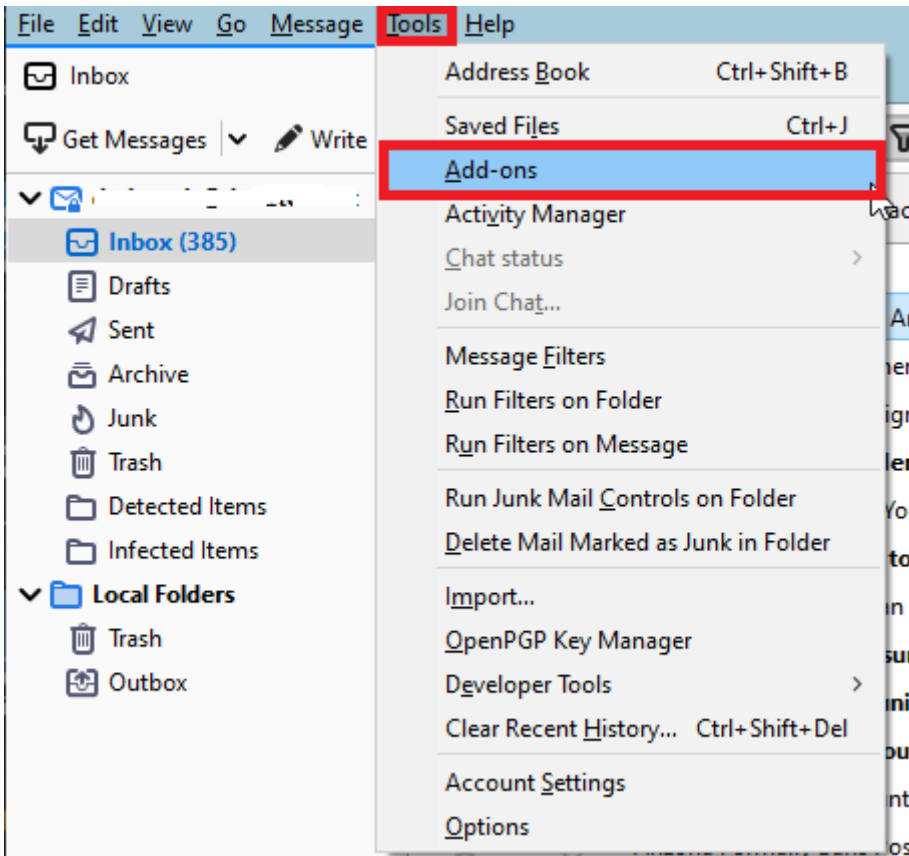 File Edit View Go Message Tools Help
Inbox
Get Messages Write
Inbox (385)
Drafts
Sent
Archive
Junk
Trash
Detected Items
Infected Items
Local Folders
Trash
Outbox
Address Book Ctrl+Shift+B
Saved Files Ctrl+J
Add-ons
Activity Manager
Chat status
Join Chat...
Message Filters
Run Filters on Folder
Run Filters on Message
Run Junk Mail Controls on Folder
Delete Mail Marked as Junk in Folder
Import...
OpenPGP Key Manager
Developer Tools
Clear Recent History... Ctrl+Shift+Del
Account Settings
Options